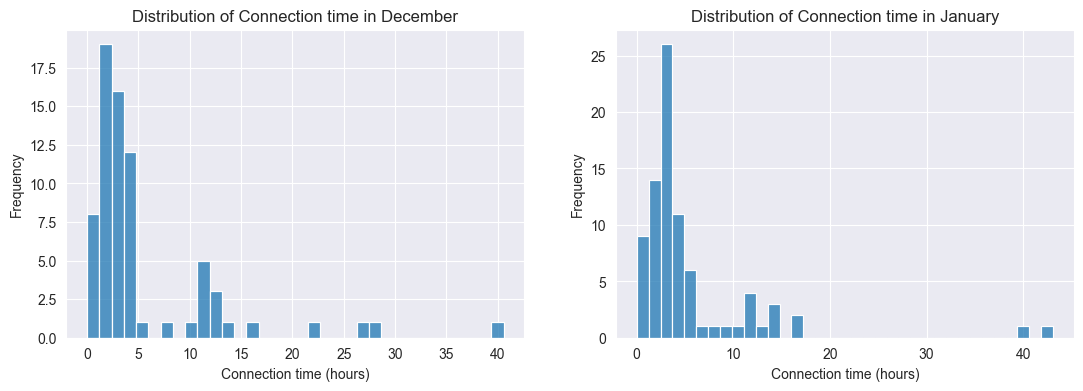 Distribution of Connection time in December
17.5
15.0
12.5
10.0
7.5
5.0
2.5
0.0
Frequency
0 5 10 15 20 25 30 35 40
Connection time (hours)
Distribution of Connection time in January
25
20
15
10
5
0
Frequency
0 10 20 30 40
Connection time (hours)